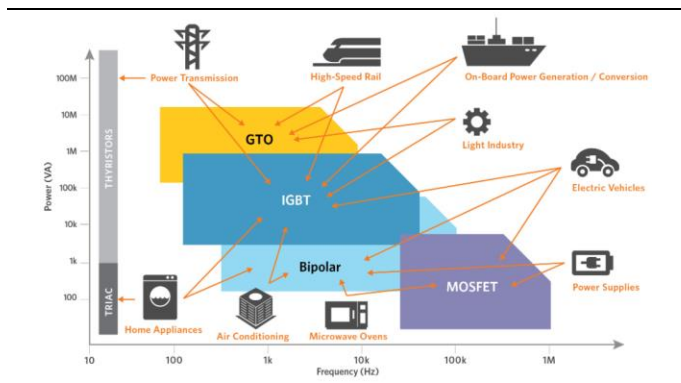 Power Transmission
High-Speed Rail
On-Board Power Generation / Conversion
100M
10M
GTO
Light Industry
1M
THYRISTORS
Power (VA)
100k
IGBT
Electric Vehicles
10k
1k
Bipolar
MOSFET
Power Supplies
100
TRIAC
Home Appliances
Air Conditioning
Microwave Ovens
10
100
1k
10k
100k
1M
Frequency (Hz)